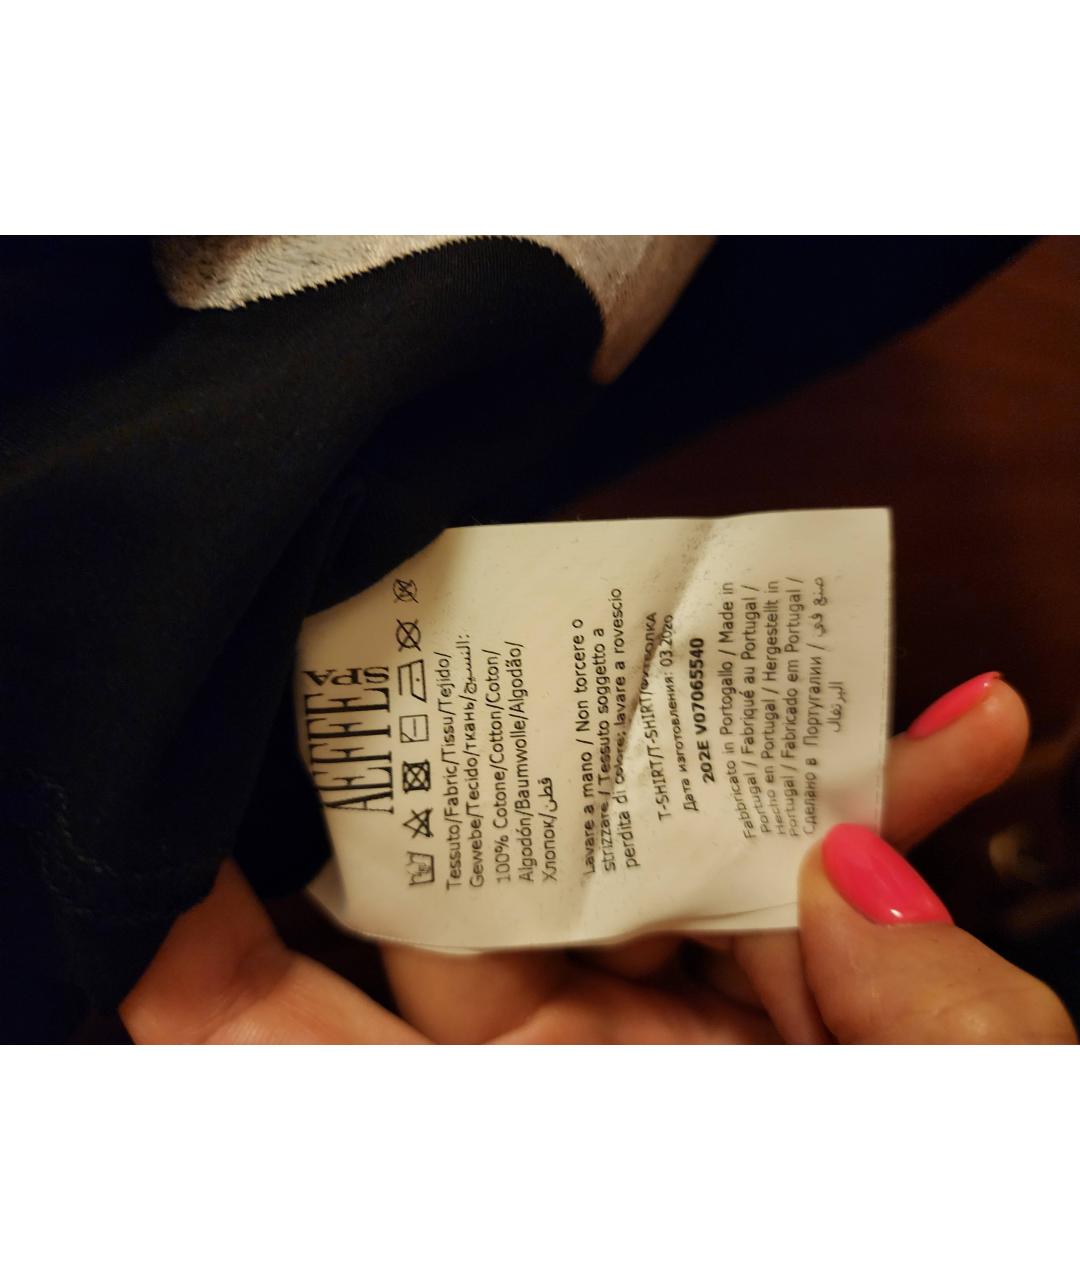 AEFFE
SPA
Tessuto/Fabric/Tissu/Tejido/
Gewebe/Tecido/ткань/النسيج:
100% Cotone/Cotton/Coton/
Algodón/Baumwolle/Algodão/
Хлопок/قطن
Lavare a mano / Non torcere o
strizzare / Tessuto soggetto a
perdita di colore: lavare a rovescio
T-SHIRT/T-SHIRT/ФУТБОЛКА
Дата изготовления: 03.2020
202E V07065540
Fabbricato in Portogallo / Made in
Portugal / Fabriqué au Portugal /
Hecho en Portugal / Hergestellt in
Portugal / Fabricado em Portugal /
Сделано в Португалии / صنع في
البرتغال